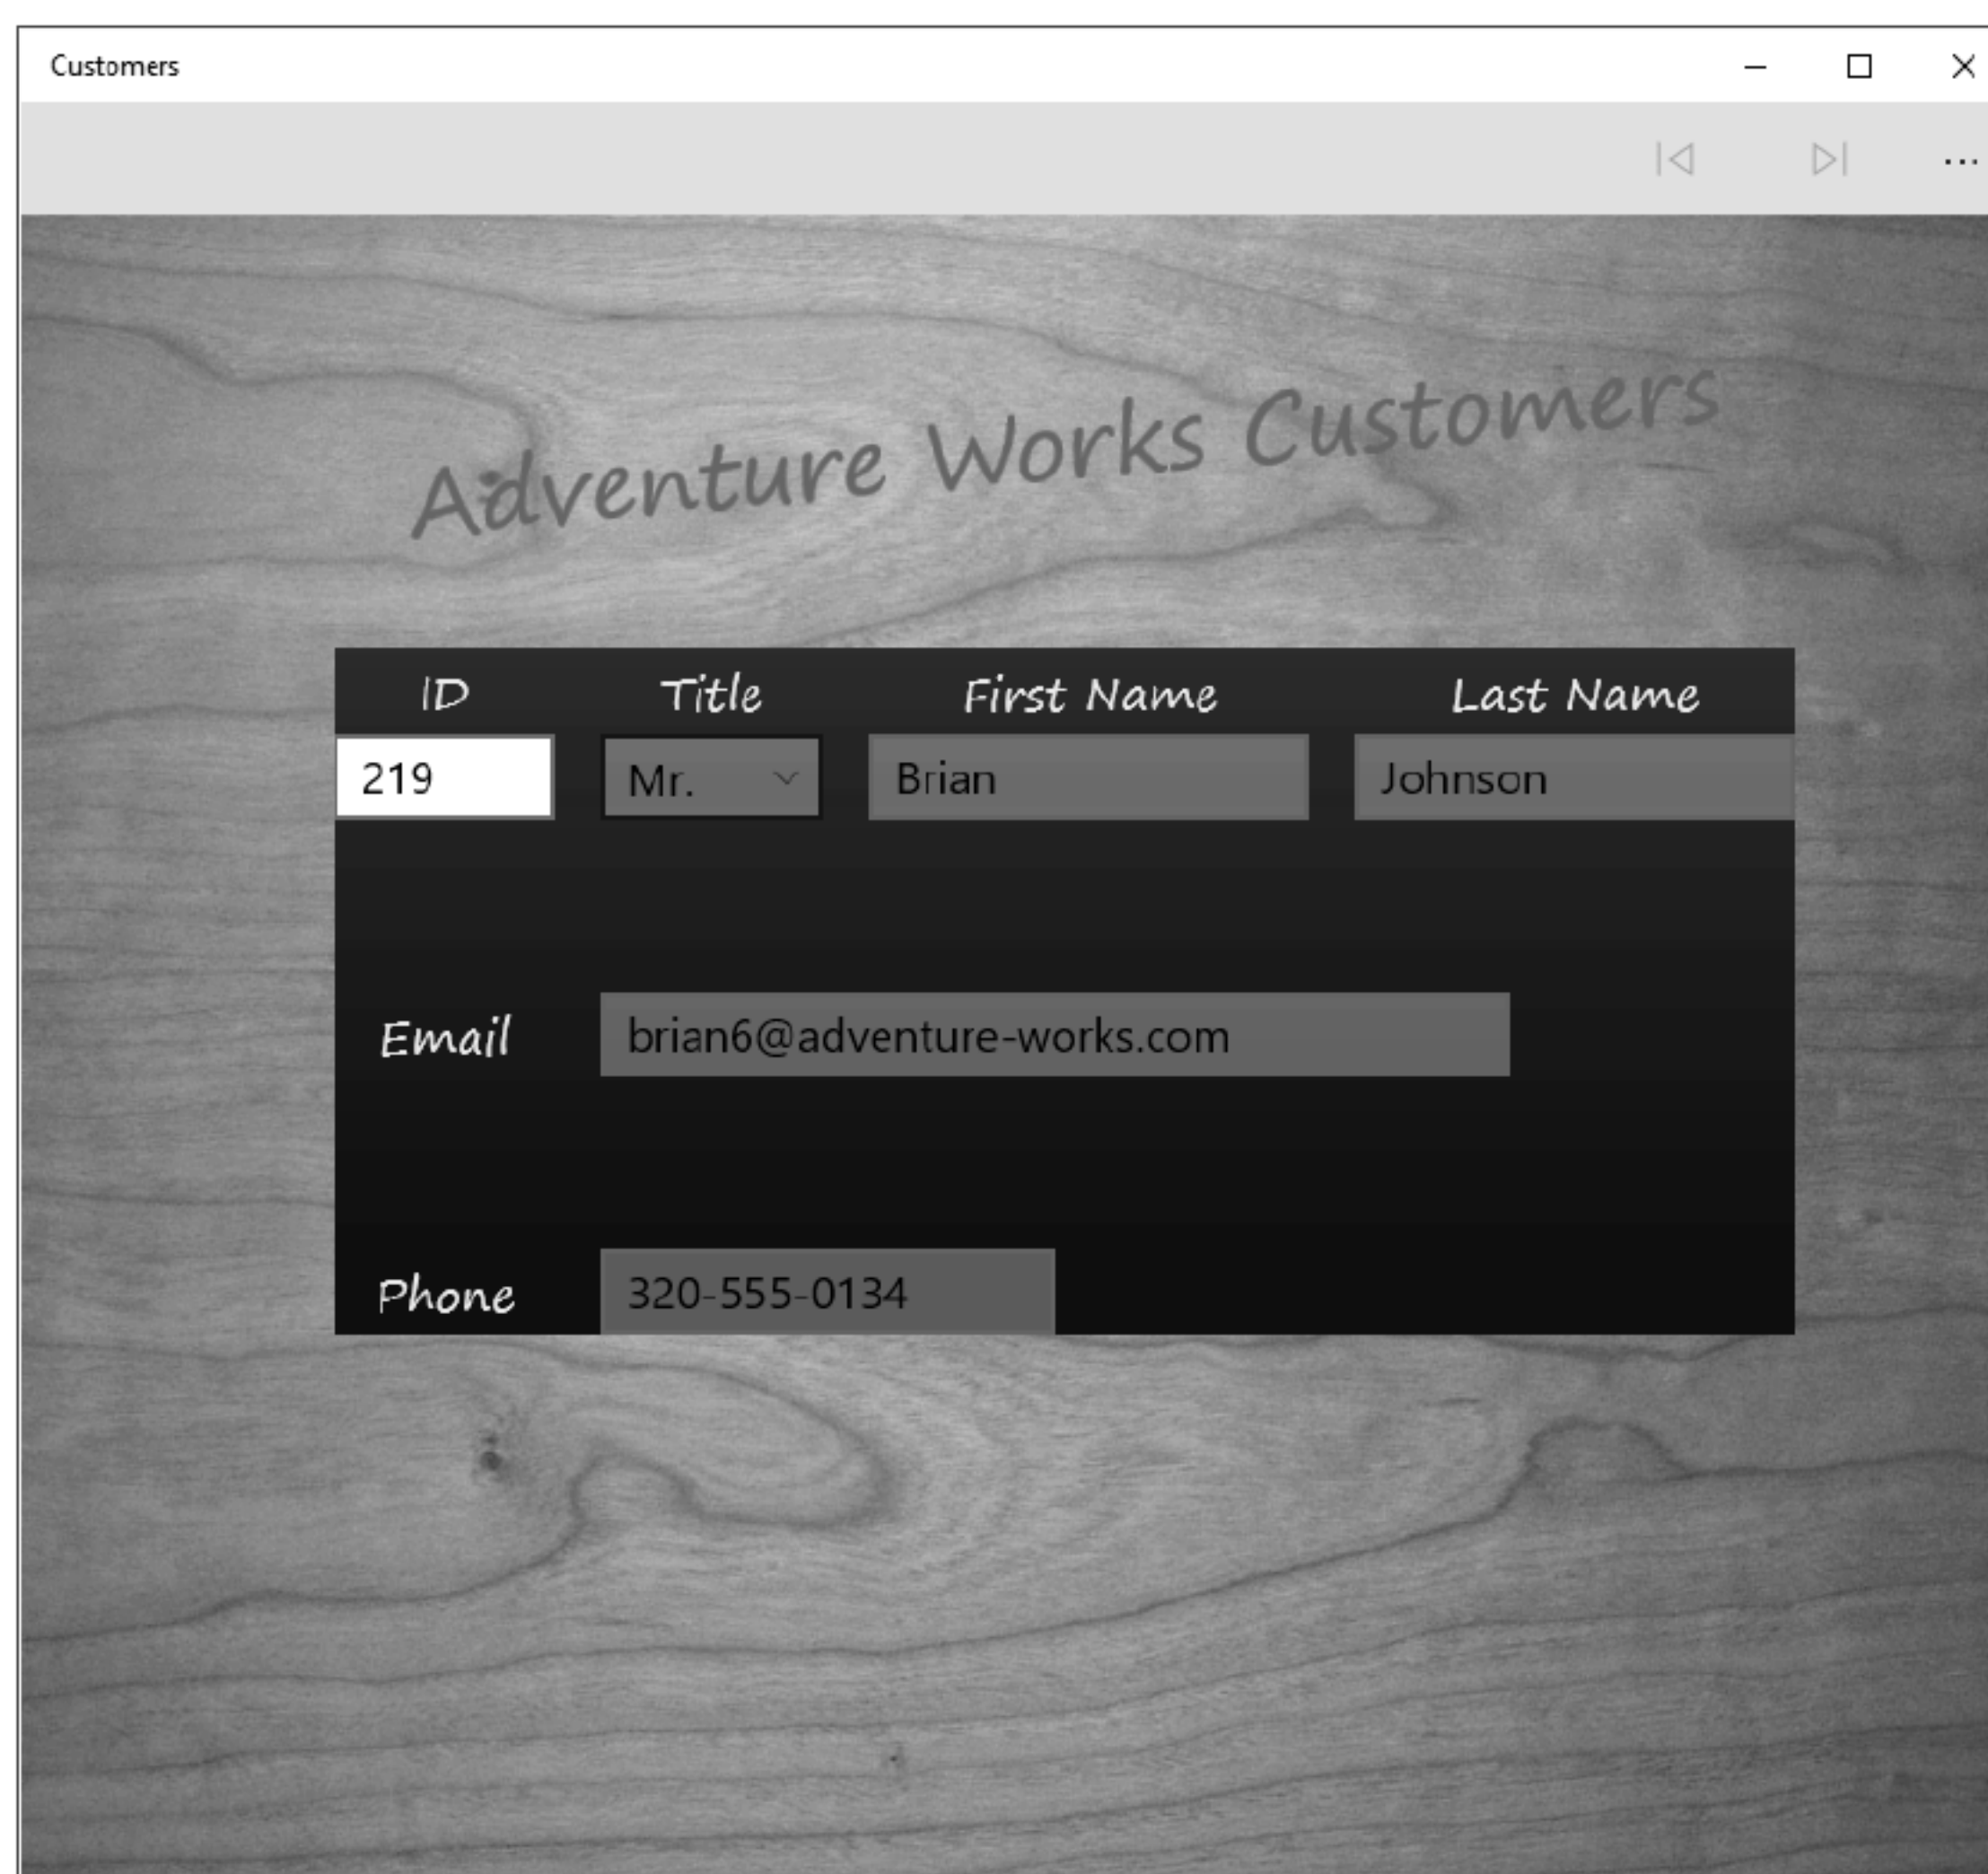 Customers
Adventure Works Customers
ID Title First Name Last Name
219 Mr. Brian Johnson
Email brian6@adventure-works.com
Phone 320-555-0134